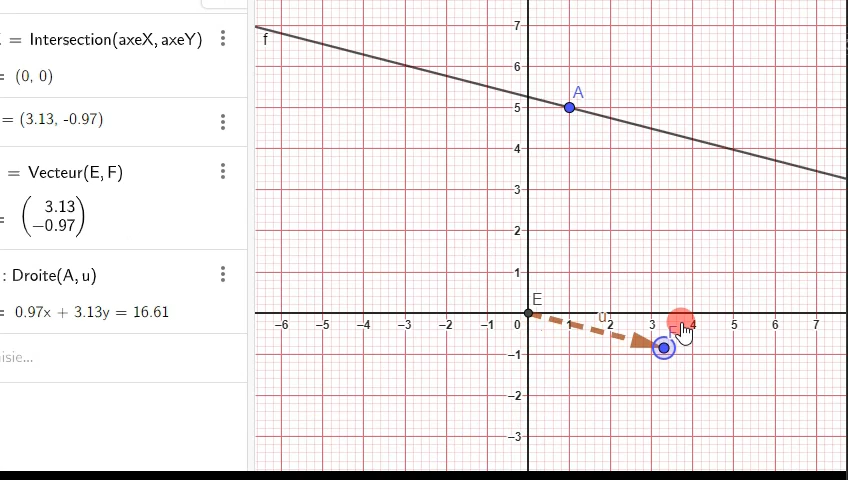 = Intersection(axeX, axeY)
= (0, 0)
= (3.13, -0.97)
= Vecteur(E, F)
= (3.13
−0.97)
: Droite(A, u)
= 0.97x + 3.13y = 16.61
isie...
f
A
E
u
F
7
6
5
4
3
2
1
−6 −5 −4 −3 −2 −1 0 1 2 3 4 5 6 7
−1
−2
−3